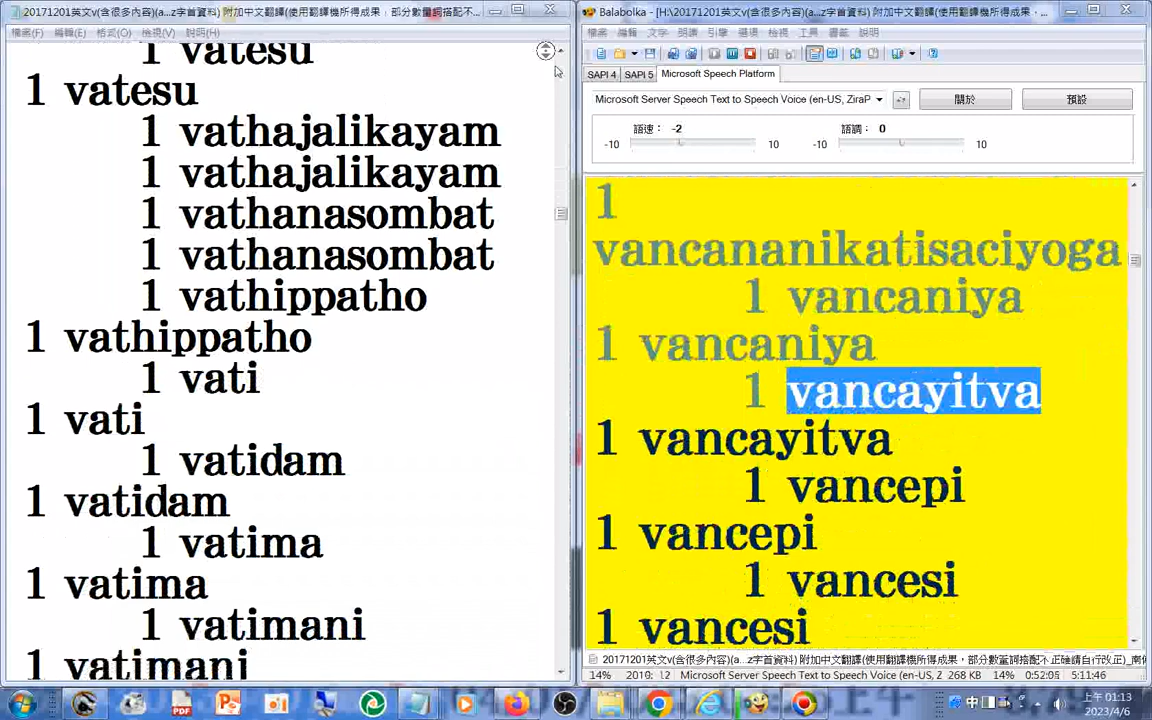 20171201英文v(含很多內容)(a...z字首資料) 附加中文翻譯(使用翻譯機所得成果，部分數量詞搭配不...
檔案(F) 編輯(E) 格式(O) 檢視(V) 說明(H)
1 vatesu
1 vatesu
1 vathajalikayam
1 vathajalikayam
1 vathanasombat
1 vathanasombat
1 vathippatho
1 vathippatho
1 vati
1 vati
1 vatidam
1 vatidam
1 vatima
1 vatima
1 vatimani
1 vatimani
Balabolka - [H:\20171201英文v(含很多內容)(a...z字首資料) 附加中文翻譯(使用翻譯機所得成果，...
檔案 編輯 文字 朗讀 引擎 選項 檢視 工具 書籤 說明
SAPI 4 SAPI 5 Microsoft Speech Platform
Microsoft Server Speech Text to Speech Voice (en-US, ZiraP
關於 預設
語速： -2 語調： 0
-10 10 -10 10
1
vancananikatisaciyoga
1 vancaniya
1 vancaniya
1 vancayitva
1 vancayitva
1 vancepi
1 vancepi
1 vancesi
1 vancesi
20171201英文v(含很多內容)(a...z字首資料) 附加中文翻譯(使用翻譯機所得成果，部分數量詞搭配不正確請自行改正)_南
14% 2019: 12 Microsoft Server Speech Text to Speech Voice (en-US, Z 268 KB 14% 0:52:05 5:11:46
上午 01:13
2023/4/6